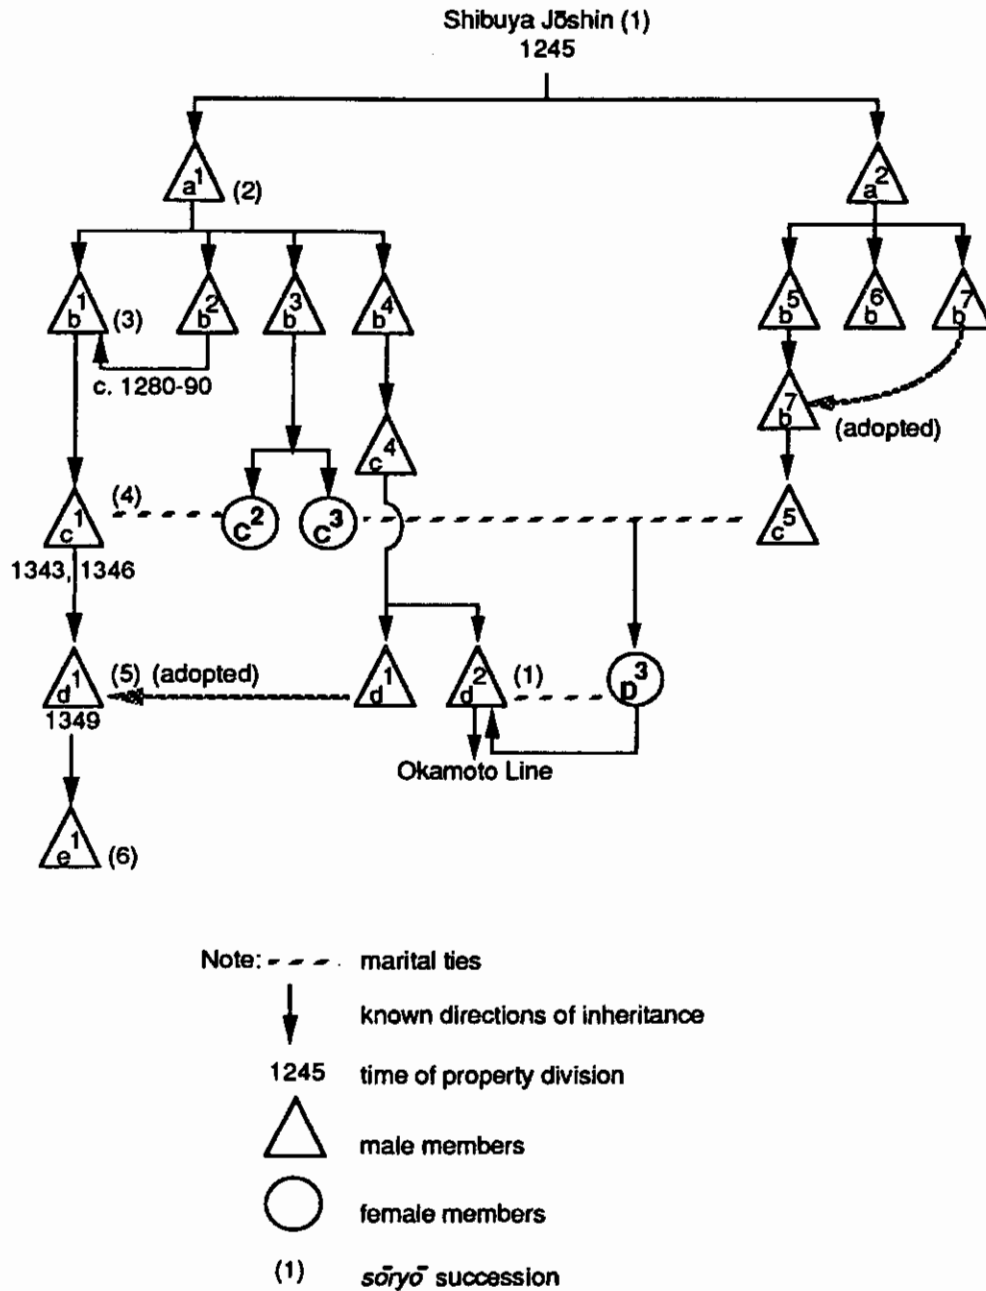 Shibuya Jōshin (1)
1245
a¹ (2)
a²
b¹ (3)
b²
b³
b⁴
b⁵
b⁶
b⁷
c. 1280-90
b⁷
(adopted)
c⁴
(4)
c¹
c²
c³
c⁵
1343, 1346
d¹
(5) (adopted)
d¹
d²
(1)
D³
1349
Okamoto Line
e¹ (6)
Note: marital ties
known directions of inheritance
1245 time of property division
male members
female members
(1) sōryō succession